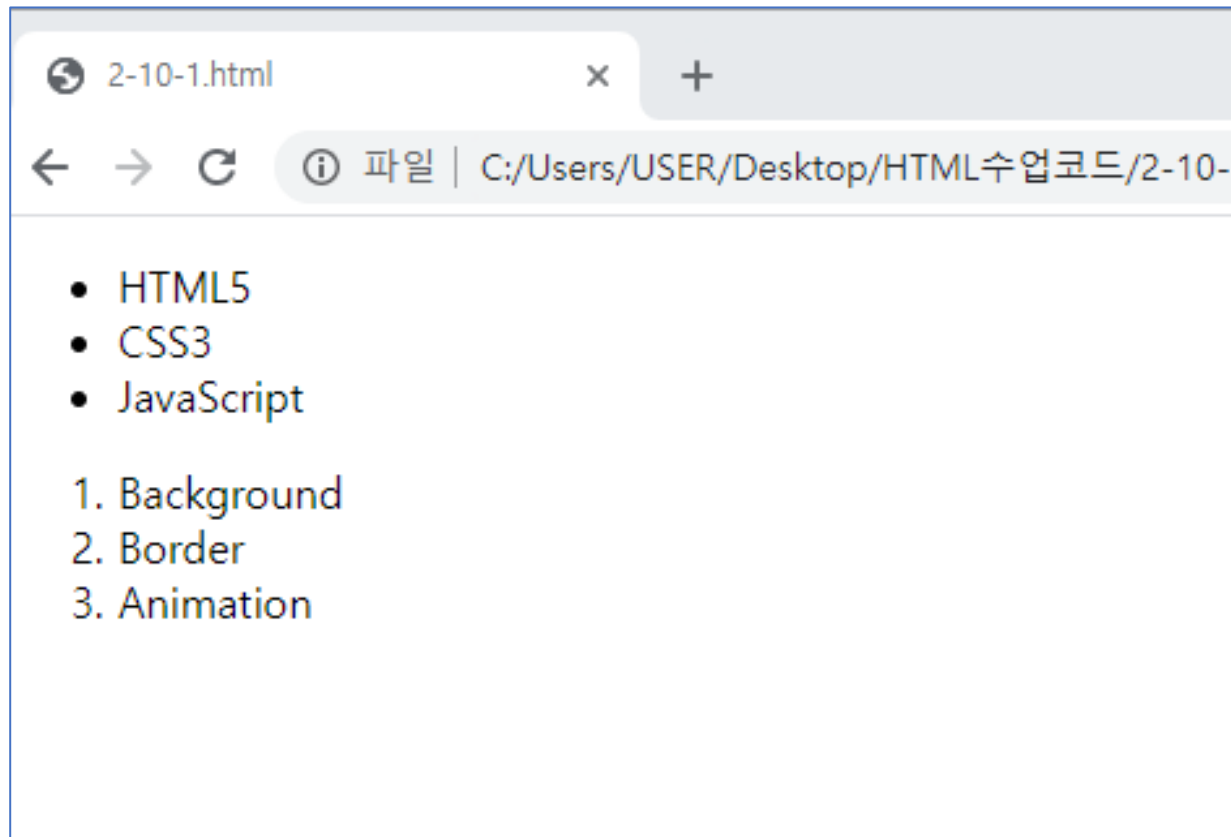 2-10-1.html
파일 | C:/Users/USER/Desktop/HTML수업코드/2-10-
• HTML5
• CSS3
• JavaScript
1. Background
2. Border
3. Animation